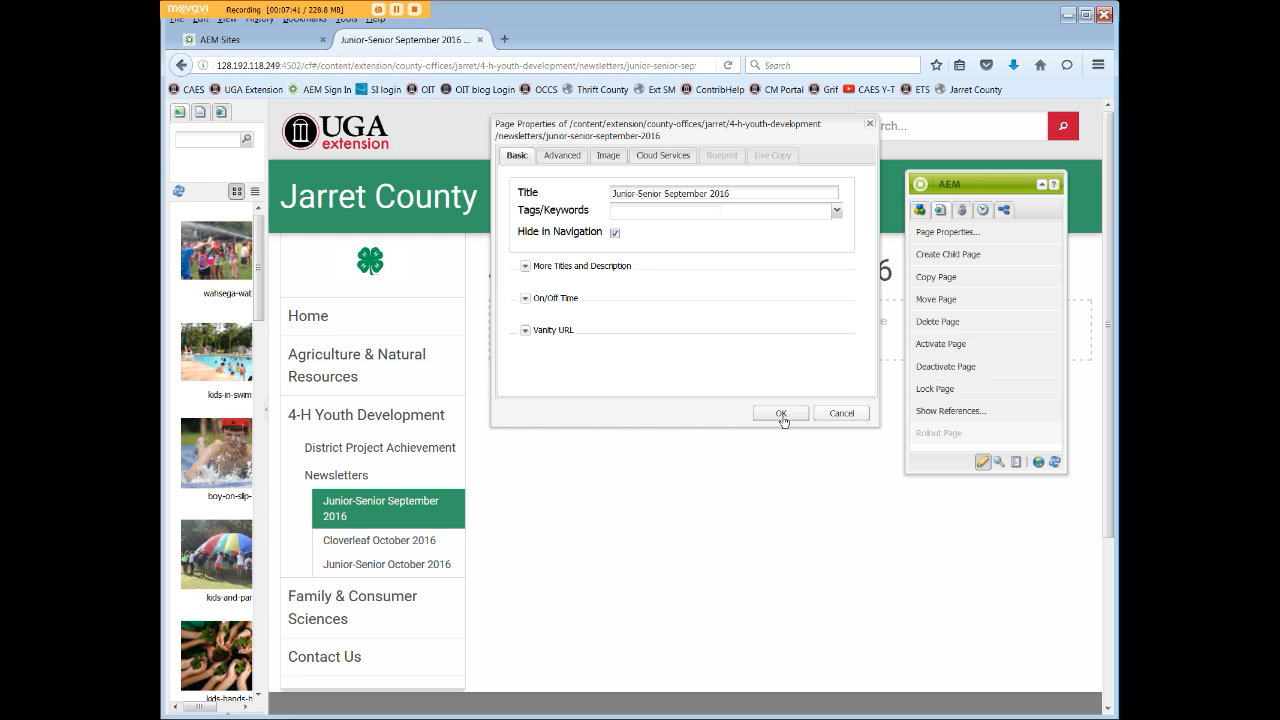 movavi Recording [00:07:41 / 228.8 MB]
File Edit View History Bookmarks Tools Help
AEM Sites × Junior-Senior September 2016 ... × +
128.192.118.249:4502/cf#/content/extension/county-offices/jarret/4-h-youth-development/newsletters/junior-senior-sept Search
CAES UGA Extension AEM Sign In SI login OIT OIT blog Login OCCS Thrift County Ext SM ContribHelp CM Portal Grif CAES Y-T ETS Jarret County
UGA
extension
rch...
Jarret County
Home
Agriculture & Natural
Resources
4-H Youth Development
District Project Achievement
Newsletters
Junior-Senior September
2016
Cloverleaf October 2016
Junior-Senior October 2016
Family & Consumer
Sciences
Contact Us
wahsega-wat
kids-in-swim
boy-on-slip-
kids-and-par
kids-hands-h
Page Properties of /content/extension/county-offices/jarret/4-h-youth-development
/newsletters/junior-senior-september-2016
Basic Advanced Image Cloud Services Blueprint Live Copy
Title Junior-Senior September 2016
Tags/Keywords
Hide in Navigation
More Titles and Description
On/Off Time
Vanity URL
OK Cancel
6
e
AEM
Page Properties...
Create Child Page
Copy Page
Move Page
Delete Page
Activate Page
Deactivate Page
Lock Page
Show References...
Rollout Page